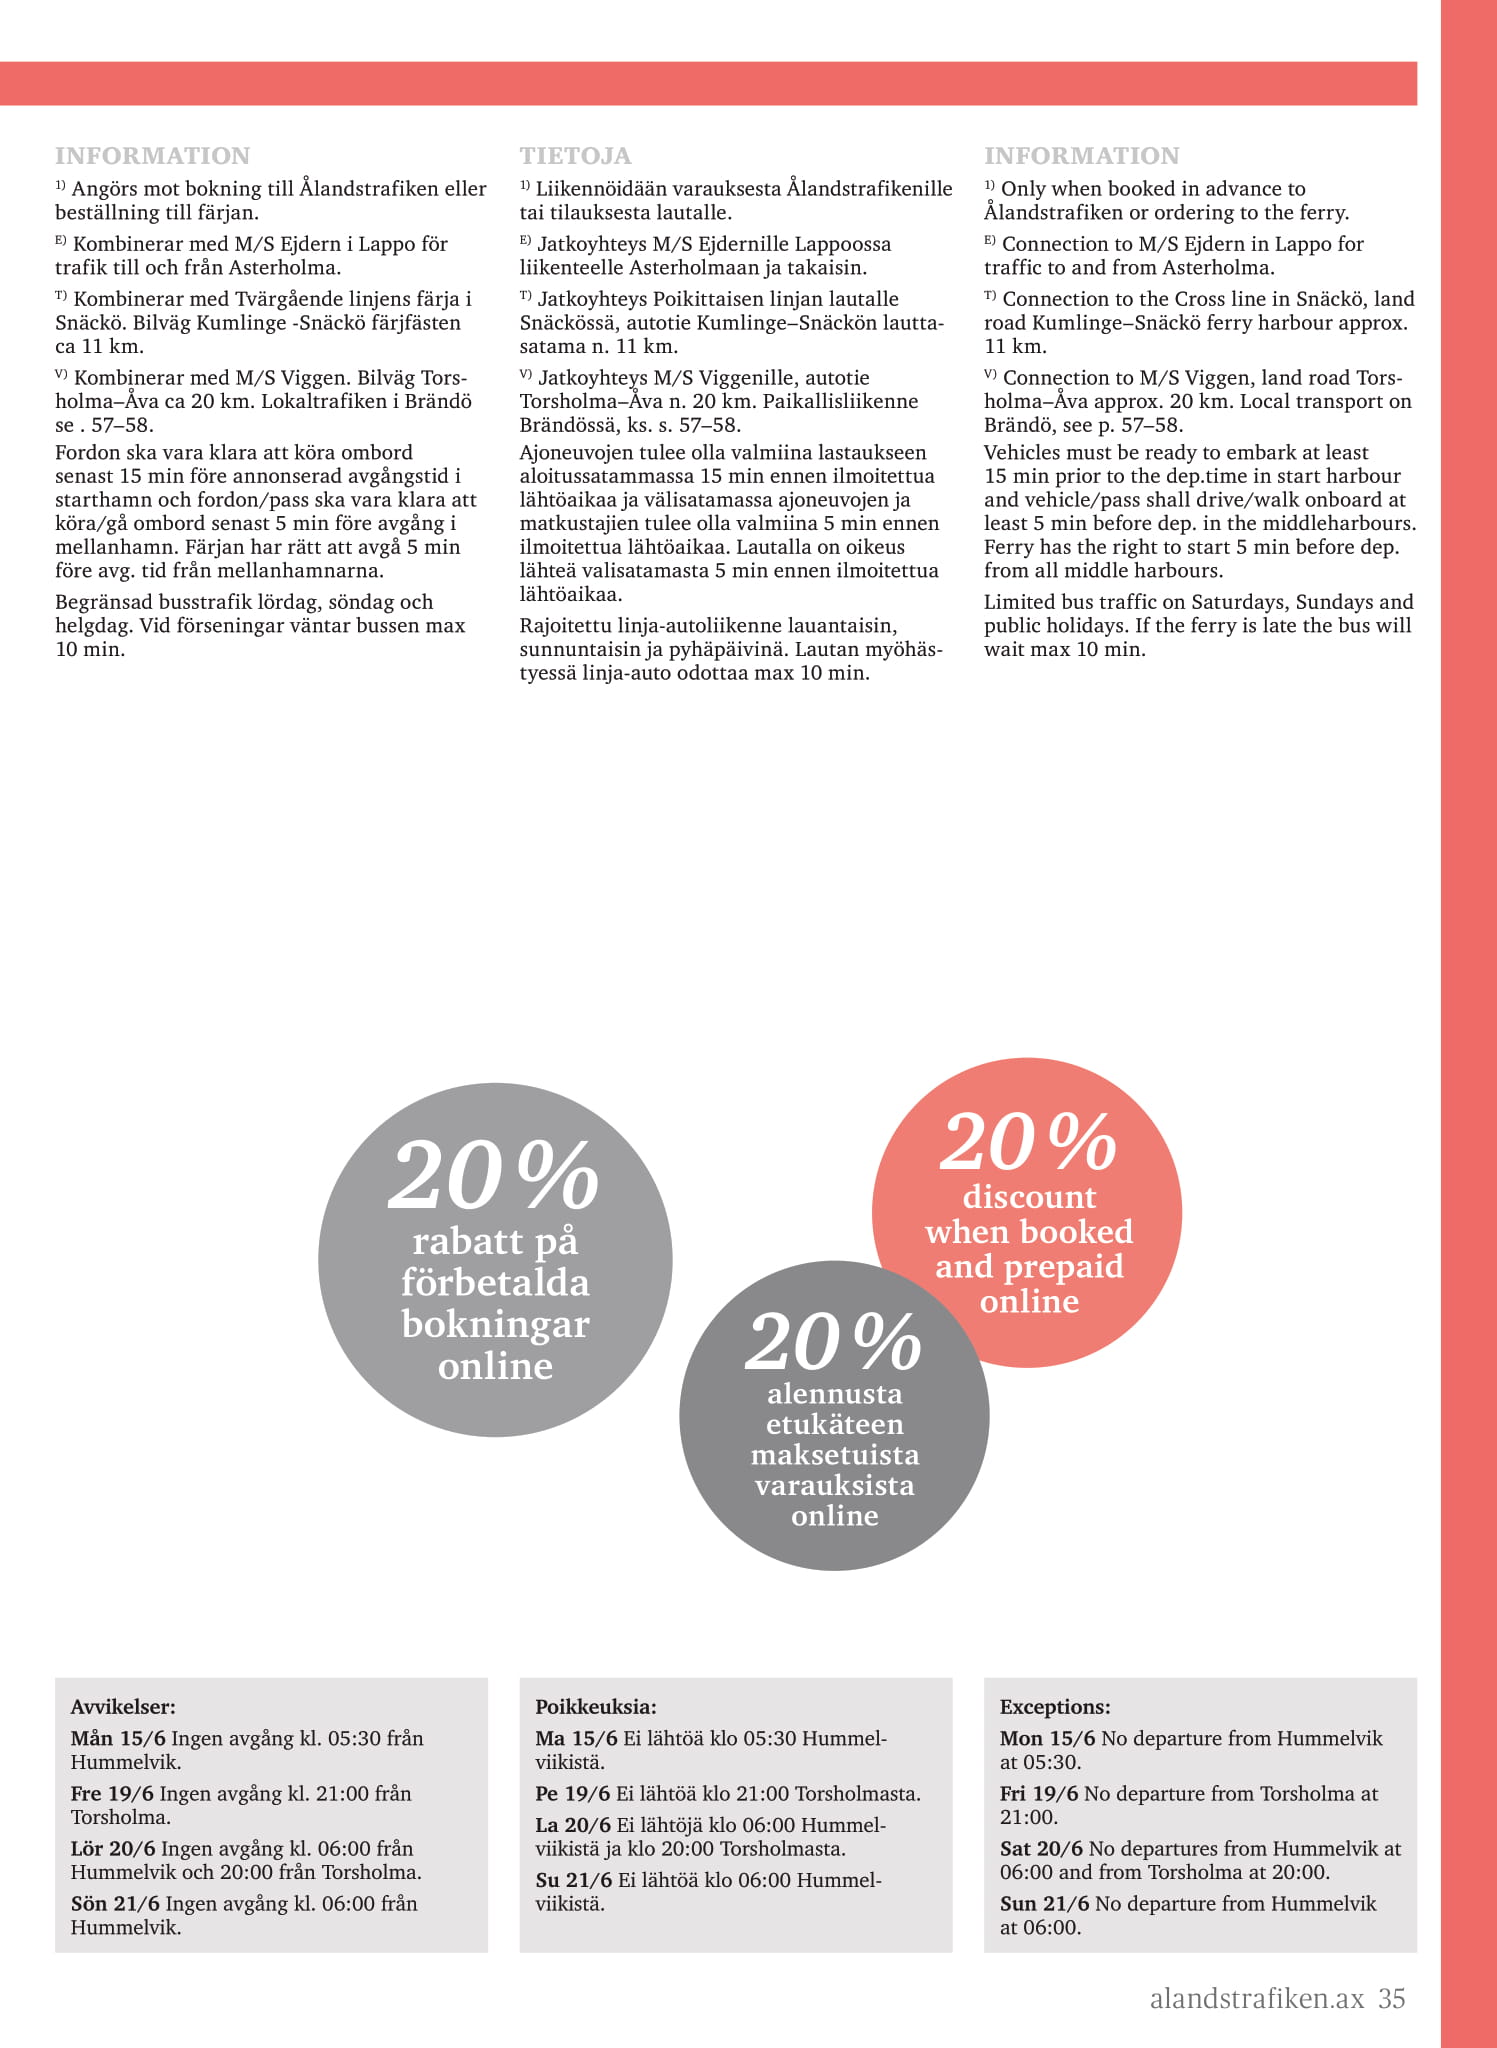 INFORMATION
¹⁾ Angörs mot bokning till Ålandstrafiken eller
beställning till färjan.
ᴱ⁾ Kombinerar med M/S Ejdern i Lappo för
trafik till och från Asterholma.
ᵀ⁾ Kombinerar med Tvärgående linjens färja i
Snäckö. Bilväg Kumlinge -Snäckö färjfästen
ca 11 km.
ⱽ⁾ Kombinerar med M/S Viggen. Bilväg Tors-
holma–Åva ca 20 km. Lokaltrafiken i Brändö
se . 57–58.
Fordon ska vara klara att köra ombord
senast 15 min före annonserad avgångstid i
starthamn och fordon/pass ska vara klara att
köra/gå ombord senast 5 min före avgång i
mellanhamn. Färjan har rätt att avgå 5 min
före avg. tid från mellanhamnarna.
Begränsad busstrafik lördag, söndag och
helgdag. Vid förseningar väntar bussen max
10 min.
TIETOJA
¹⁾ Liikennöidään varauksesta Ålandstrafikenille
tai tilauksesta lautalle.
ᴱ⁾ Jatkoyhteys M/S Ejdernille Lappoossa
liikenteelle Asterholmaan ja takaisin.
ᵀ⁾ Jatkoyhteys Poikittaisen linjan lautalle
Snäckössä, autotie Kumlinge–Snäckön lautta-
satama n. 11 km.
ⱽ⁾ Jatkoyhteys M/S Viggenille, autotie
Torsholma–Åva n. 20 km. Paikallisliikenne
Brändössä, ks. s. 57–58.
Ajoneuvojen tulee olla valmiina lastaukseen
aloitussatammassa 15 min ennen ilmoitettua
lähtöaikaa ja välisatamassa ajoneuvojen ja
matkustajien tulee olla valmiina 5 min ennen
ilmoitettua lähtöaikaa. Lautalla on oikeus
lähteä valisatamasta 5 min ennen ilmoitettua
lähtöaikaa.
Rajoitettu linja-autoliikenne lauantaisin,
sunnuntaisin ja pyhäpäivinä. Lautan myöhäs-
tyessä linja-auto odottaa max 10 min.
INFORMATION
¹⁾ Only when booked in advance to
Ålandstrafiken or ordering to the ferry.
ᴱ⁾ Connection to M/S Ejdern in Lappo for
traffic to and from Asterholma.
ᵀ⁾ Connection to the Cross line in Snäckö, land
road Kumlinge–Snäckö ferry harbour approx.
11 km.
ⱽ⁾ Connection to M/S Viggen, land road Tors-
holma–Åva approx. 20 km. Local transport on
Brändö, see p. 57–58.
Vehicles must be ready to embark at least
15 min prior to the dep.time in start harbour
and vehicle/pass shall drive/walk onboard at
least 5 min before dep. in the middleharbours.
Ferry has the right to start 5 min before dep.
from all middle harbours.
Limited bus traffic on Saturdays, Sundays and
public holidays. If the ferry is late the bus will
wait max 10 min.
20 %
rabatt på
förbetalda
bokningar
online
20 %
discount
when booked
and prepaid
online
20 %
alennusta
etukäteen
maksetuista
varauksista
online
Avvikelser:
Mån 15/6 Ingen avgång kl. 05:30 från
Hummelvik.
Fre 19/6 Ingen avgång kl. 21:00 från
Torsholma.
Lör 20/6 Ingen avgång kl. 06:00 från
Hummelvik och 20:00 från Torsholma.
Sön 21/6 Ingen avgång kl. 06:00 från
Hummelvik.
Poikkeuksia:
Ma 15/6 Ei lähtöä klo 05:30 Hummel-
viikistä.
Pe 19/6 Ei lähtöä klo 21:00 Torsholmasta.
La 20/6 Ei lähtöjä klo 06:00 Hummel-
viikistä ja klo 20:00 Torsholmasta.
Su 21/6 Ei lähtöä klo 06:00 Hummel-
viikistä.
Exceptions:
Mon 15/6 No departure from Hummelvik
at 05:30.
Fri 19/6 No departure from Torsholma at
21:00.
Sat 20/6 No departures from Hummelvik at
06:00 and from Torsholma at 20:00.
Sun 21/6 No departure from Hummelvik
at 06:00.
alandstrafiken.ax 35